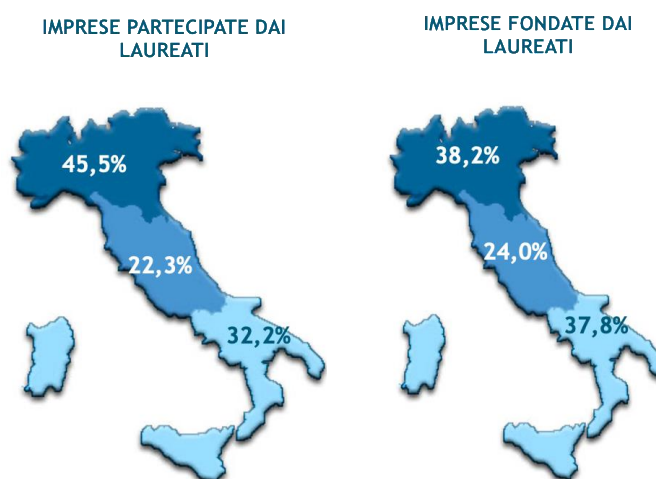 IMPRESE PARTECIPATE DAI
LAUREATI
45,5%
22,3%
32,2%
IMPRESE FONDATE DAI
LAUREATI
38,2%
24,0%
37,8%